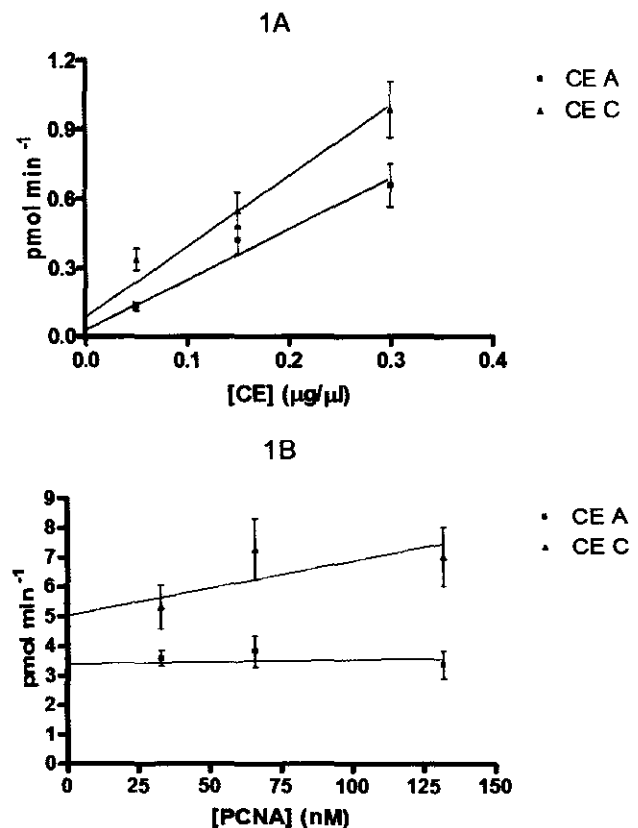 1A
1.2
0.9
0.6
0.3
0.0
pmol min⁻¹
0.0 0.1 0.2 0.3 0.4
[CE] (µg/µl)
CE A
CE C
1B
9
8
7
6
5
4
3
2
1
0
pmol min⁻¹
0 25 50 75 100 125 150
[PCNA] (nM)
CE A
CE C